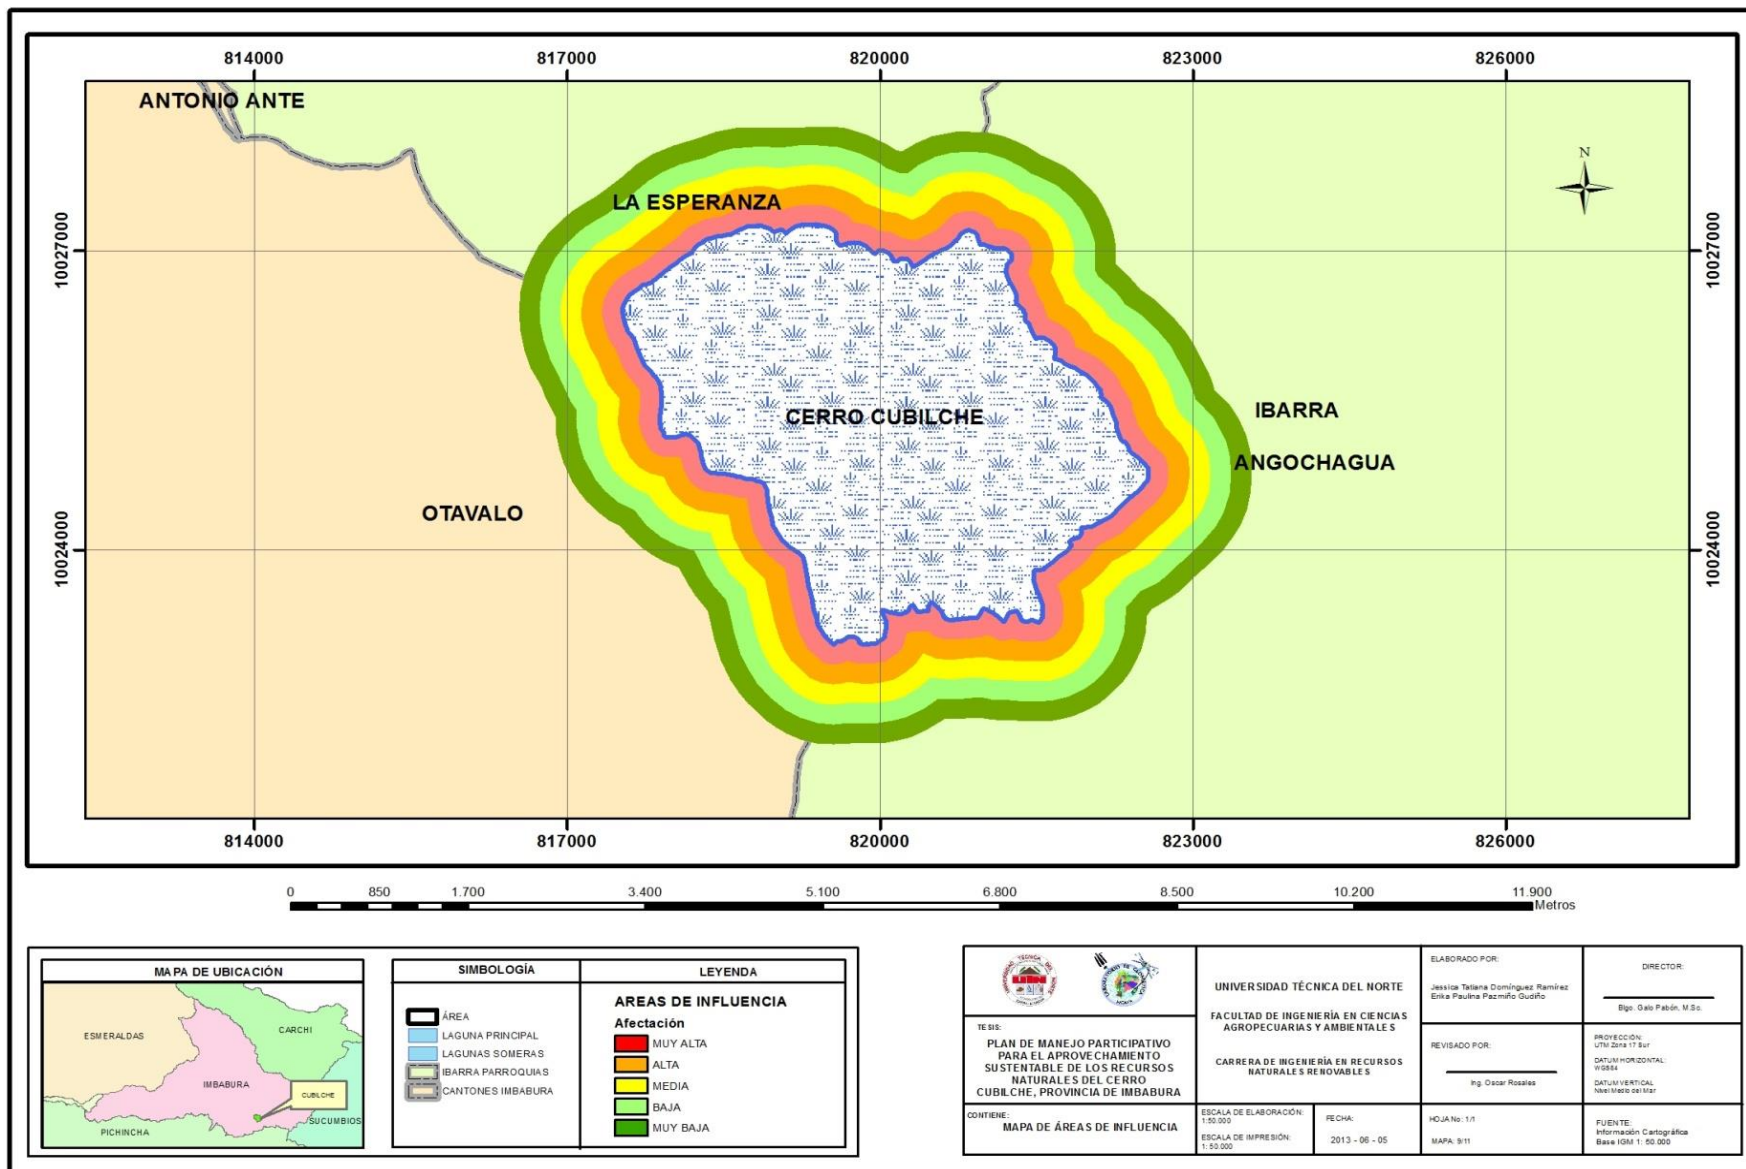 814000
817000
820000
823000
826000
ANTONIO ANTE
N
LA ESPERANZA
10027000
10027000
CERRO CUBILCHE
IBARRA
ANGOCHAGUA
OTAVALO
10024000
10024000
814000
817000
820000
823000
826000
0 850 1.700 3.400 5.100 6.800 8.500 10.200 11.900
Metros
MAPA DE UBICACIÓN
ESMERALDAS
CARCHI
IMBABURA
CUBILCHE
SUCUMBIOS
PICHINCHA
SIMBOLOGÍA
ÁREA
LAGUNA PRINCIPAL
LAGUNAS SOMERAS
IBARRA PARROQUIAS
CANTONES IMBABURA
LEYENDA
AREAS DE INFLUENCIA
Afectación
MUY ALTA
ALTA
MEDIA
BAJA
MUY BAJA
UTN
TESIS:
PLAN DE MANEJO PARTICIPATIVO
PARA EL APROVECHAMIENTO
SUSTENTABLE DE LOS RECURSOS
NATURALES DEL CERRO
CUBILCHE, PROVINCIA DE IMBABURA
CONTIENE:
MAPA DE ÁREAS DE INFLUENCIA
UNIVERSIDAD TÉCNICA DEL NORTE
FACULTAD DE INGENIERÍA EN CIENCIAS
AGROPECUARIAS Y AMBIENTALES
CARRERA DE INGENIERÍA EN RECURSOS
NATURALES RENOVABLES
ESCALA DE ELABORACIÓN:
1:50.000
ESCALA DE IMPRESIÓN:
1: 50.000
FECHA:
2013 - 06 - 05
ELABORADO POR:
Jessica Tatiana Domínguez Ramírez
Erika Paulina Pazmiño Gudiño
REVISADO POR:
Ing. Oscar Rosales
HOJA No: 1/1
MAPA: 9/11
DIRECTOR:
Blgo. Galo Pabón, M.Sc.
PROYECCIÓN:
UTM Zona 17 Sur
DATUM HORIZONTAL:
WGS84
DATUM VERTICAL
Nivel Medio del Mar
FUENTE:
Información Cartográfica
Base IGM 1: 50.000